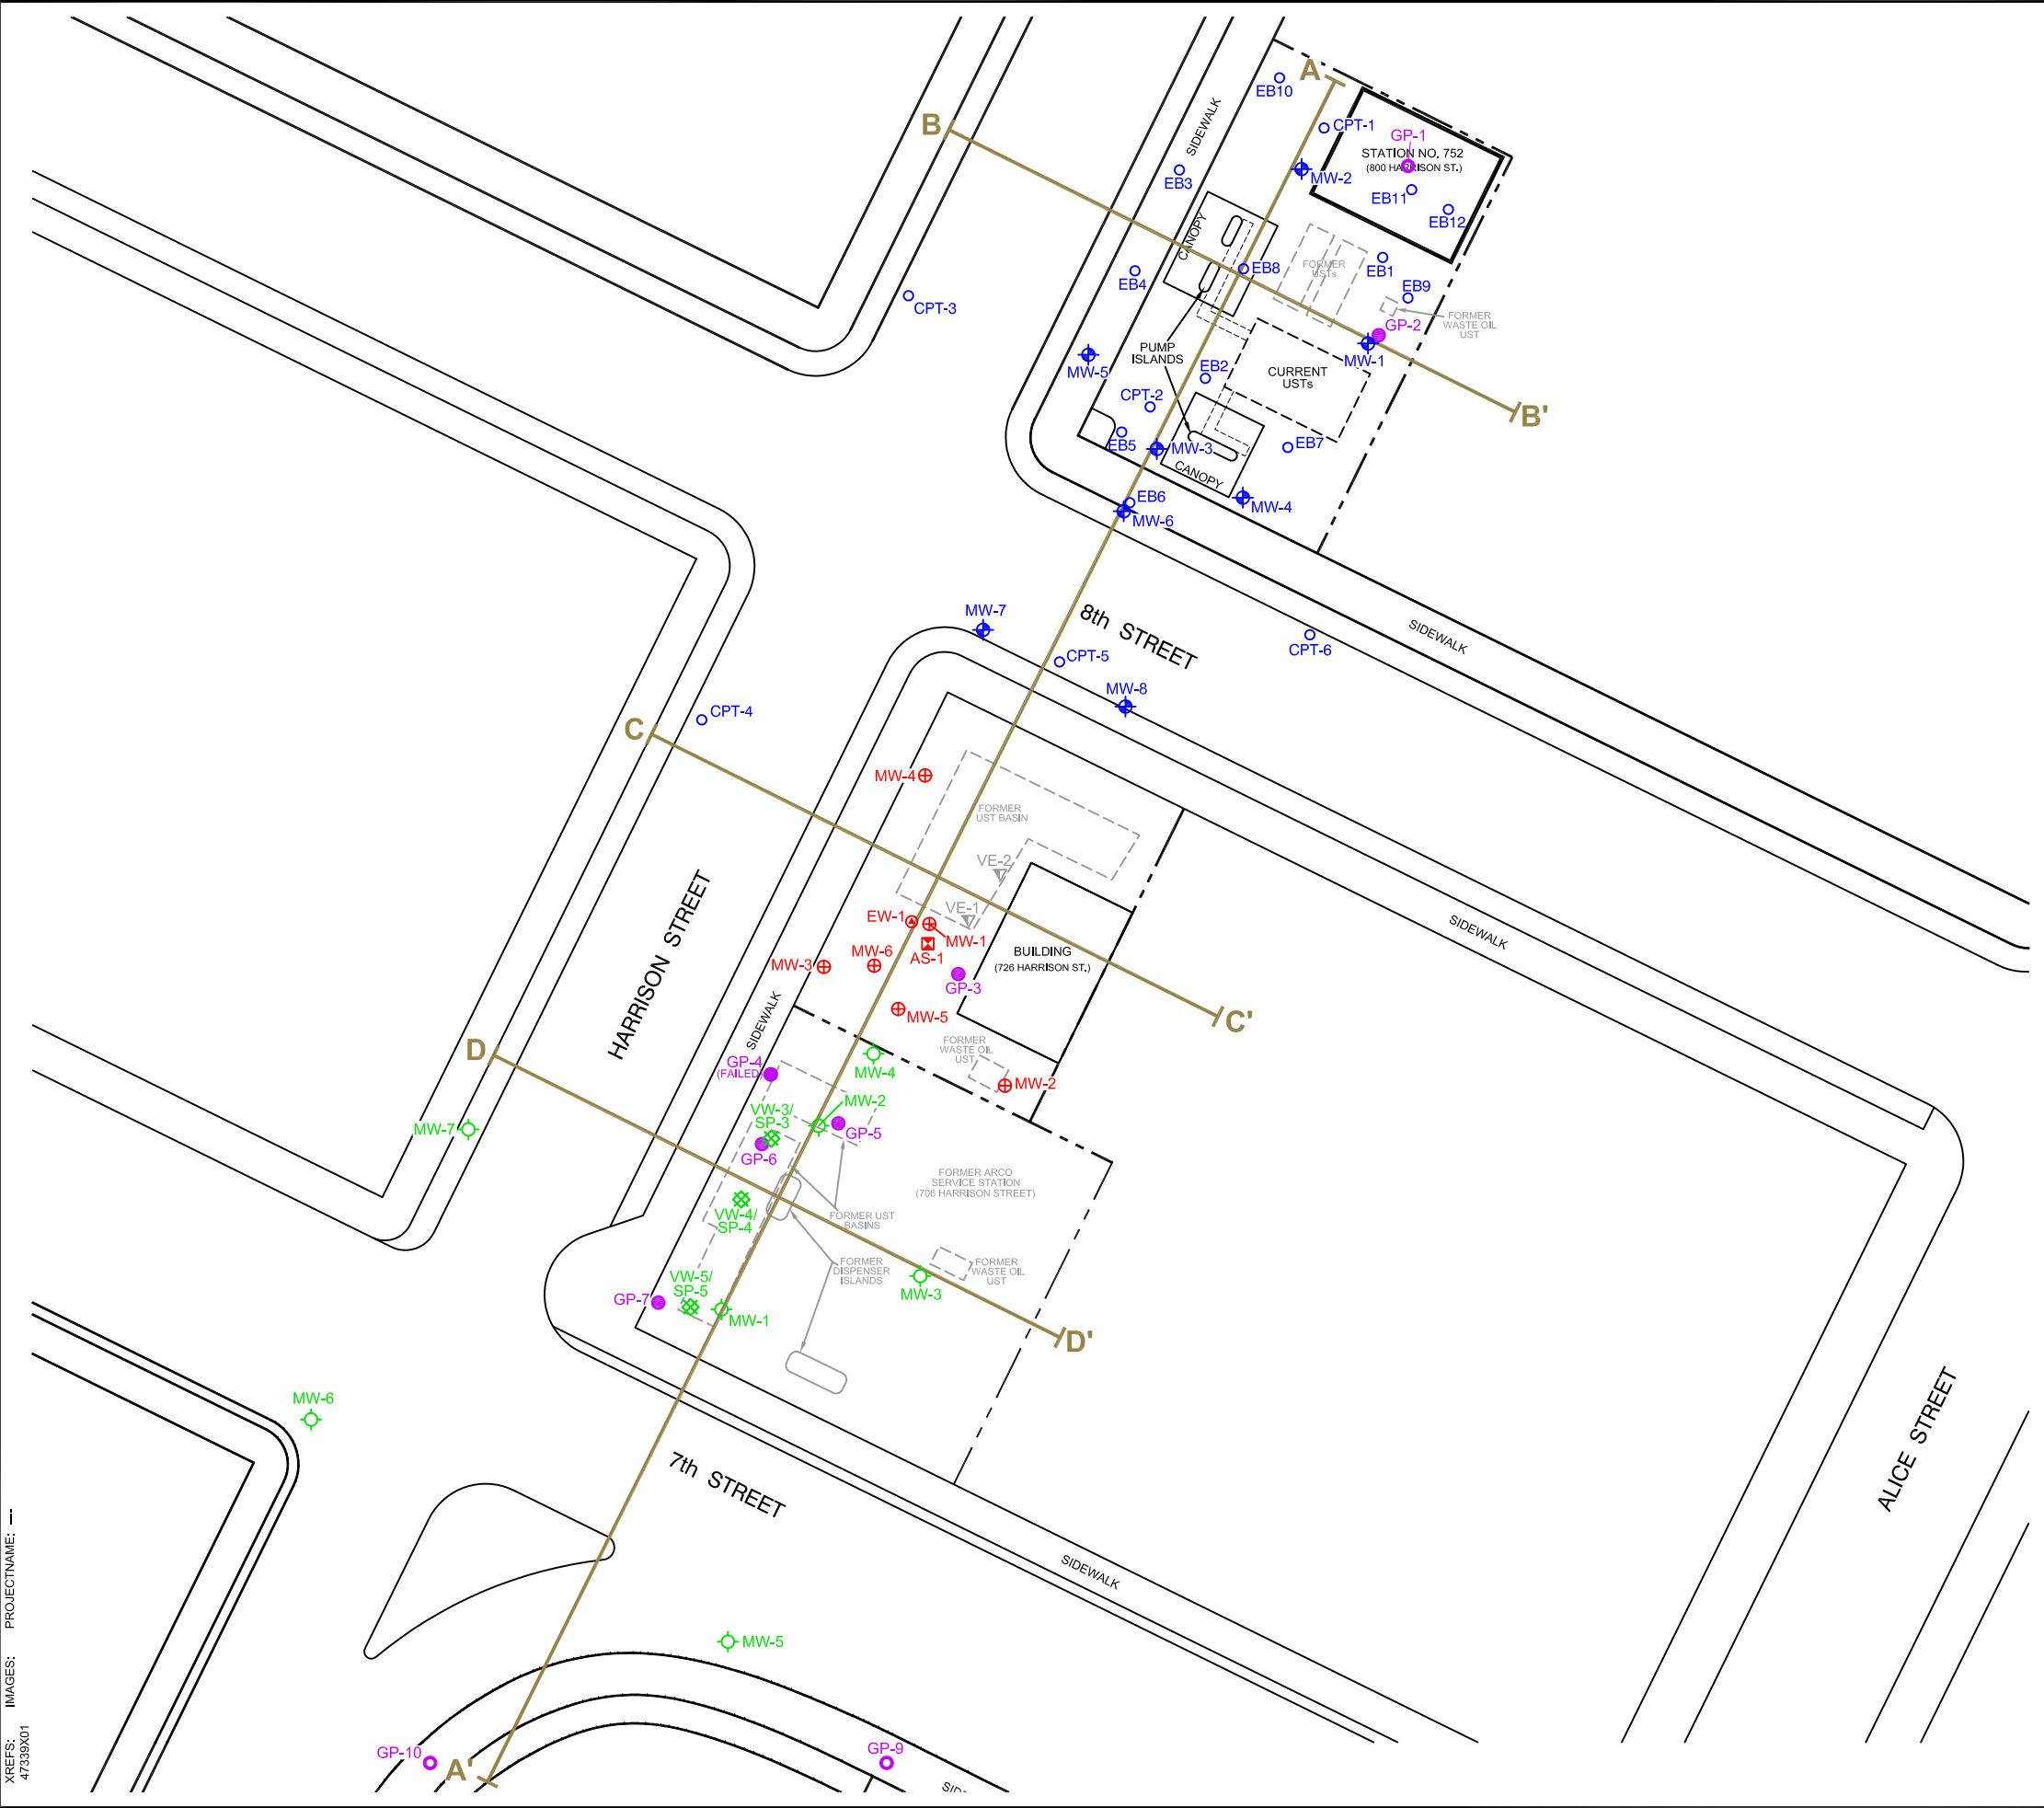 A
EB10
B
SIDEWALK
CPT-1
GP-1
STATION NO. 752
(800 HARRISON ST.)
MW-2
EB3
EB11
EB12
CANOPY
EB8
FORMER
USTs
EB1
EB4
EB9
CPT-3
FORMER
WASTE OIL
UST
GP-2
PUMP
ISLANDS
MW-1
MW-5
EB2
CURRENT
USTs
CPT-2
B'
EB5
MW-3
EB7
CANOPY
EB6
MW-4
MW-6
MW-7
8th STREET
SIDEWALK
CPT-6
CPT-5
MW-8
CPT-4
C
MW-4
FORMER
UST BASIN
VE-2
HARRISON STREET
VE-1
EW-1
MW-1
SIDEWALK
MW-6
AS-1
BUILDING
(726 HARRISON ST.)
MW-3
GP-3
MW-5
C'
SIDEWALK
D
FORMER
WASTE OIL
UST
GP-4
(FAILED)
MW-4
MW-2
MW-2
VW-3/
SP-3
MW-7
GP-5
GP-6
FORMER ARCO
SERVICE STATION
(706 HARRISON STREET)
VW-4/
SP-4
FORMER UST
BASINS
FORMER
DISPENSER
ISLANDS
FORMER
WASTE OIL
UST
VW-5/
SP-5
MW-3
GP-7
MW-1
D'
MW-6
ALICE STREET
7th STREET
SIDEWALK
MW-5
GP-10
A'
GP-9
XREFS: IMAGES: PROJECTNAME: ---
47339X01